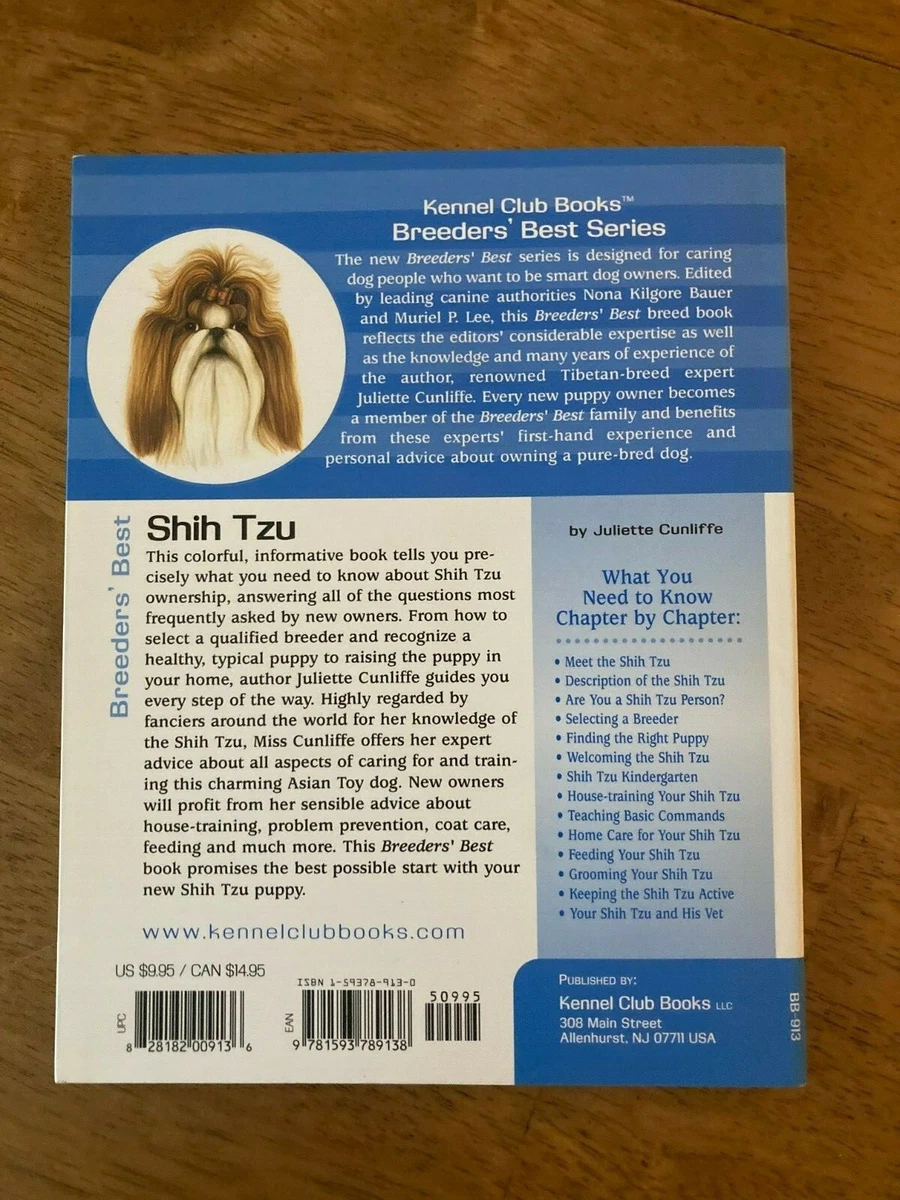 Kennel Club Books™
Breeders' Best Series
The new Breeders' Best series is designed for caring
dog people who want to be smart dog owners. Edited
by leading canine authorities Nona Kilgore Bauer
and Muriel P. Lee, this Breeders' Best breed book
reflects the editors' considerable expertise as well
as the knowledge and many years of experience of
the author, renowned Tibetan-breed expert
Juliette Cunliffe. Every new puppy owner becomes
a member of the Breeders' Best family and benefits
from these experts' first-hand experience and
personal advice about owning a pure-bred dog.
Breeders' Best
Shih Tzu
This colorful, informative book tells you pre-
cisely what you need to know about Shih Tzu
ownership, answering all of the questions most
frequently asked by new owners. From how to
select a qualified breeder and recognize a
healthy, typical puppy to raising the puppy in
your home, author Juliette Cunliffe guides you
every step of the way. Highly regarded by
fanciers around the world for her knowledge of
the Shih Tzu, Miss Cunliffe offers her expert
advice about all aspects of caring for and train-
ing this charming Asian Toy dog. New owners
will profit from her sensible advice about
house-training, problem prevention, coat care,
feeding and much more. This Breeders' Best
book promises the best possible start with your
new Shih Tzu puppy.
www.kennelclubbooks.com
by Juliette Cunliffe
What You
Need to Know
Chapter by Chapter:
• Meet the Shih Tzu
• Description of the Shih Tzu
• Are You a Shih Tzu Person?
• Selecting a Breeder
• Finding the Right Puppy
• Welcoming the Shih Tzu
• Shih Tzu Kindergarten
• House-training Your Shih Tzu
• Teaching Basic Commands
• Home Care for Your Shih Tzu
• Feeding Your Shih Tzu
• Grooming Your Shih Tzu
• Keeping the Shih Tzu Active
• Your Shih Tzu and His Vet
US $9.95 / CAN $14.95
UPC
8 28182 00913 6
ISBN 1-59378-913-0
EAN
9 781593 789138
50995
Published by:
Kennel Club Books LLC
308 Main Street
Allenhurst, NJ 07711 USA
BB-913